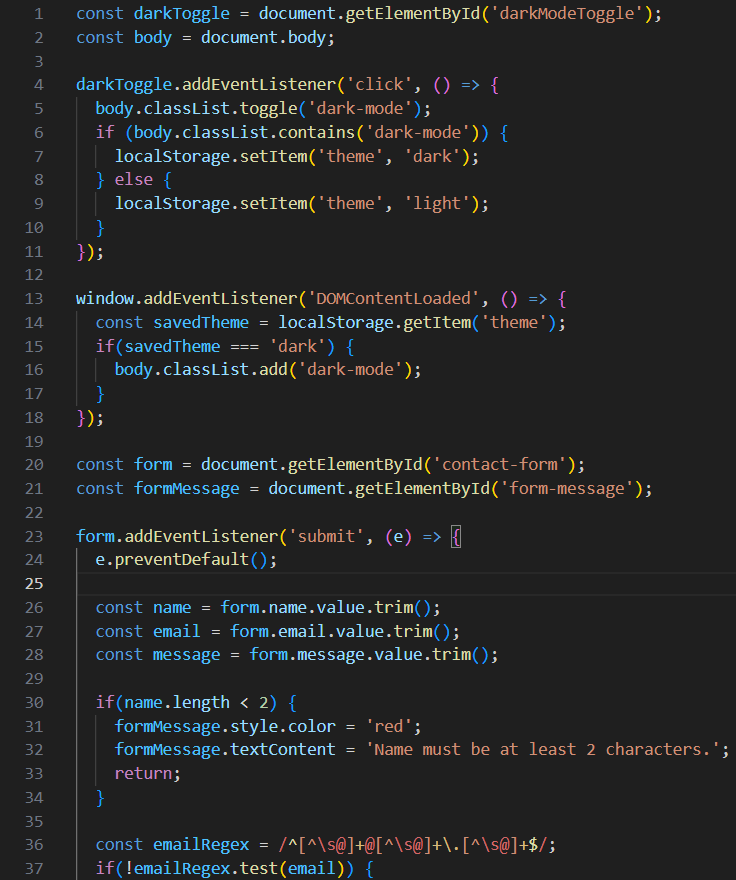 1 const darkToggle = document.getElementById('darkModeToggle');
2 const body = document.body;
3
4 darkToggle.addEventListener('click', () => {
5   body.classList.toggle('dark-mode');
6   if (body.classList.contains('dark-mode')) {
7     localStorage.setItem('theme', 'dark');
8   } else {
9     localStorage.setItem('theme', 'light');
10   }
11 });
12
13 window.addEventListener('DOMContentLoaded', () => {
14   const savedTheme = localStorage.getItem('theme');
15   if(savedTheme === 'dark') {
16     body.classList.add('dark-mode');
17   }
18 });
19
20 const form = document.getElementById('contact-form');
21 const formMessage = document.getElementById('form-message');
22
23 form.addEventListener('submit', (e) => {
24   e.preventDefault();
25
26   const name = form.name.value.trim();
27   const email = form.email.value.trim();
28   const message = form.message.value.trim();
29
30   if(name.length < 2) {
31     formMessage.style.color = 'red';
32     formMessage.textContent = 'Name must be at least 2 characters.';
33     return;
34   }
35
36   const emailRegex = /^[^\s@]+@[^\s@]+\.[^\s@]+$/;
37   if(!emailRegex.test(email)) {